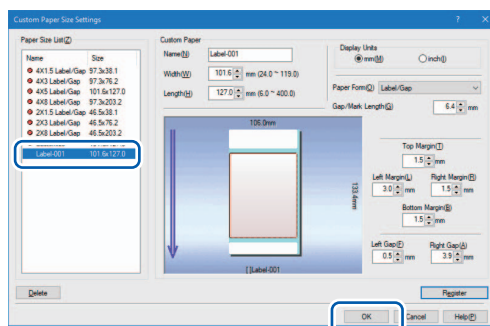 Custom Paper Size Settings
? ×
Paper Size List(Z)
Name Size
4X1.5 Label/Gap 97.3x38.1
4X3 Label/Gap 97.3x76.2
4X5 Label/Gap 101.6x127.0
4X8 Label/Gap 97.3x203.2
2X1.5 Label/Gap 46.5x38.1
2X3 Label/Gap 46.5x76.2
2X8 Label/Gap 46.5x203.2
Label-001 101.6x127.0
Delete
Custom Paper
Name(N) Label-001
Width(W) 101.6 mm (24.0 ~ 119.0)
Length(H) 127.0 mm (6.0 ~ 400.0)
Display Units
mm(M) inch(I)
Paper Form(O) Label/Gap
Gap/Mark Length(G) 6.4 mm
106.0mm
133.4mm
[ ]Label-001
Top Margin(T)
1.5 mm
Left Margin(L) Right Margin(R)
3.0 mm 1.5 mm
Bottom Margin(B)
1.5 mm
Left Gap(F) Right Gap(A)
0.5 mm 3.9 mm
Register
OK Cancel Help(P)